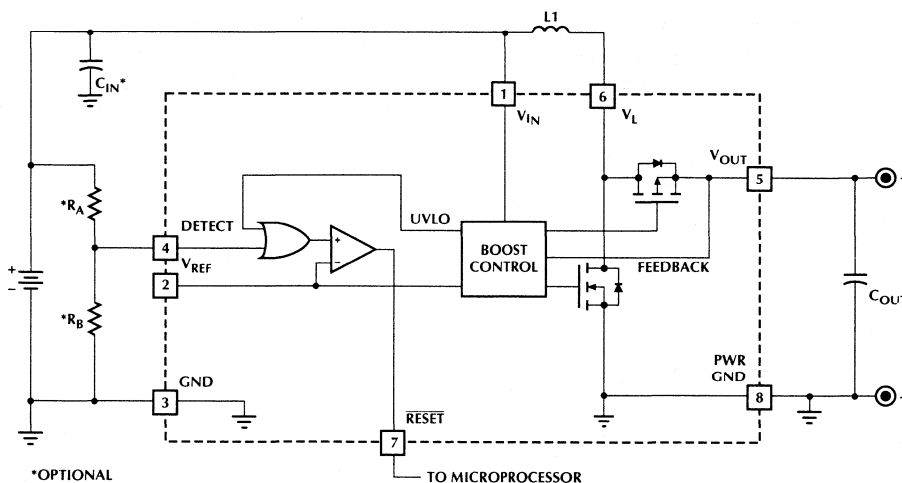 L1
C_IN*
1
6
V_IN
V_L
V_OUT
5
*R_A
DETECT
UVLO
4
V_REF
+
−
BOOST
CONTROL
FEEDBACK
+
−
2
C_OUT
*R_B
GND
PWR
GND
3
8
RESET
7
*OPTIONAL
TO MICROPROCESSOR